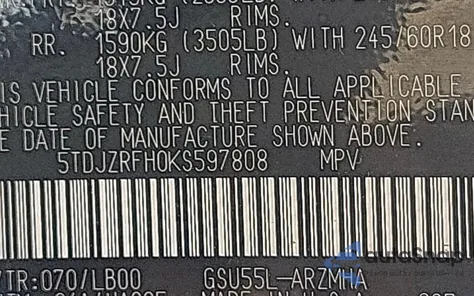 18X7.5J RIMS.
RR. 1590KG (3505LB) WITH 245/60R18
18X7.5J RIMS.
IS VEHICLE CONFORMS TO ALL APPLICABLE
HICLE SAFETY AND THEFT PREVENTION STAN
E DATE OF MANUFACTURE SHOWN ABOVE.
5TDJZRFH0KS597808 MPV
/TR:070/LB00 GSU55L-ARZMHA